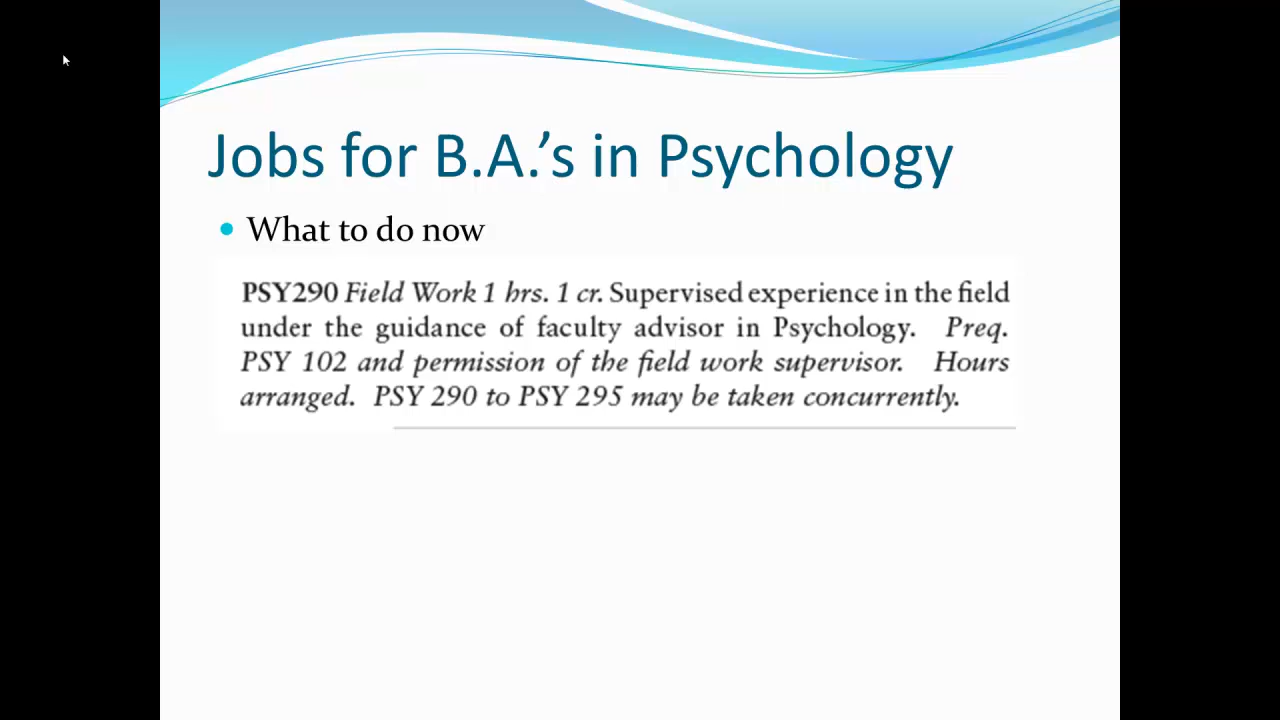 Jobs for B.A.’s in Psychology
What to do now
PSY290 Field Work 1 hrs. 1 cr. Supervised experience in the field
under the guidance of faculty advisor in Psychology. Preq.
PSY 102 and permission of the field work supervisor. Hours
arranged. PSY 290 to PSY 295 may be taken concurrently.